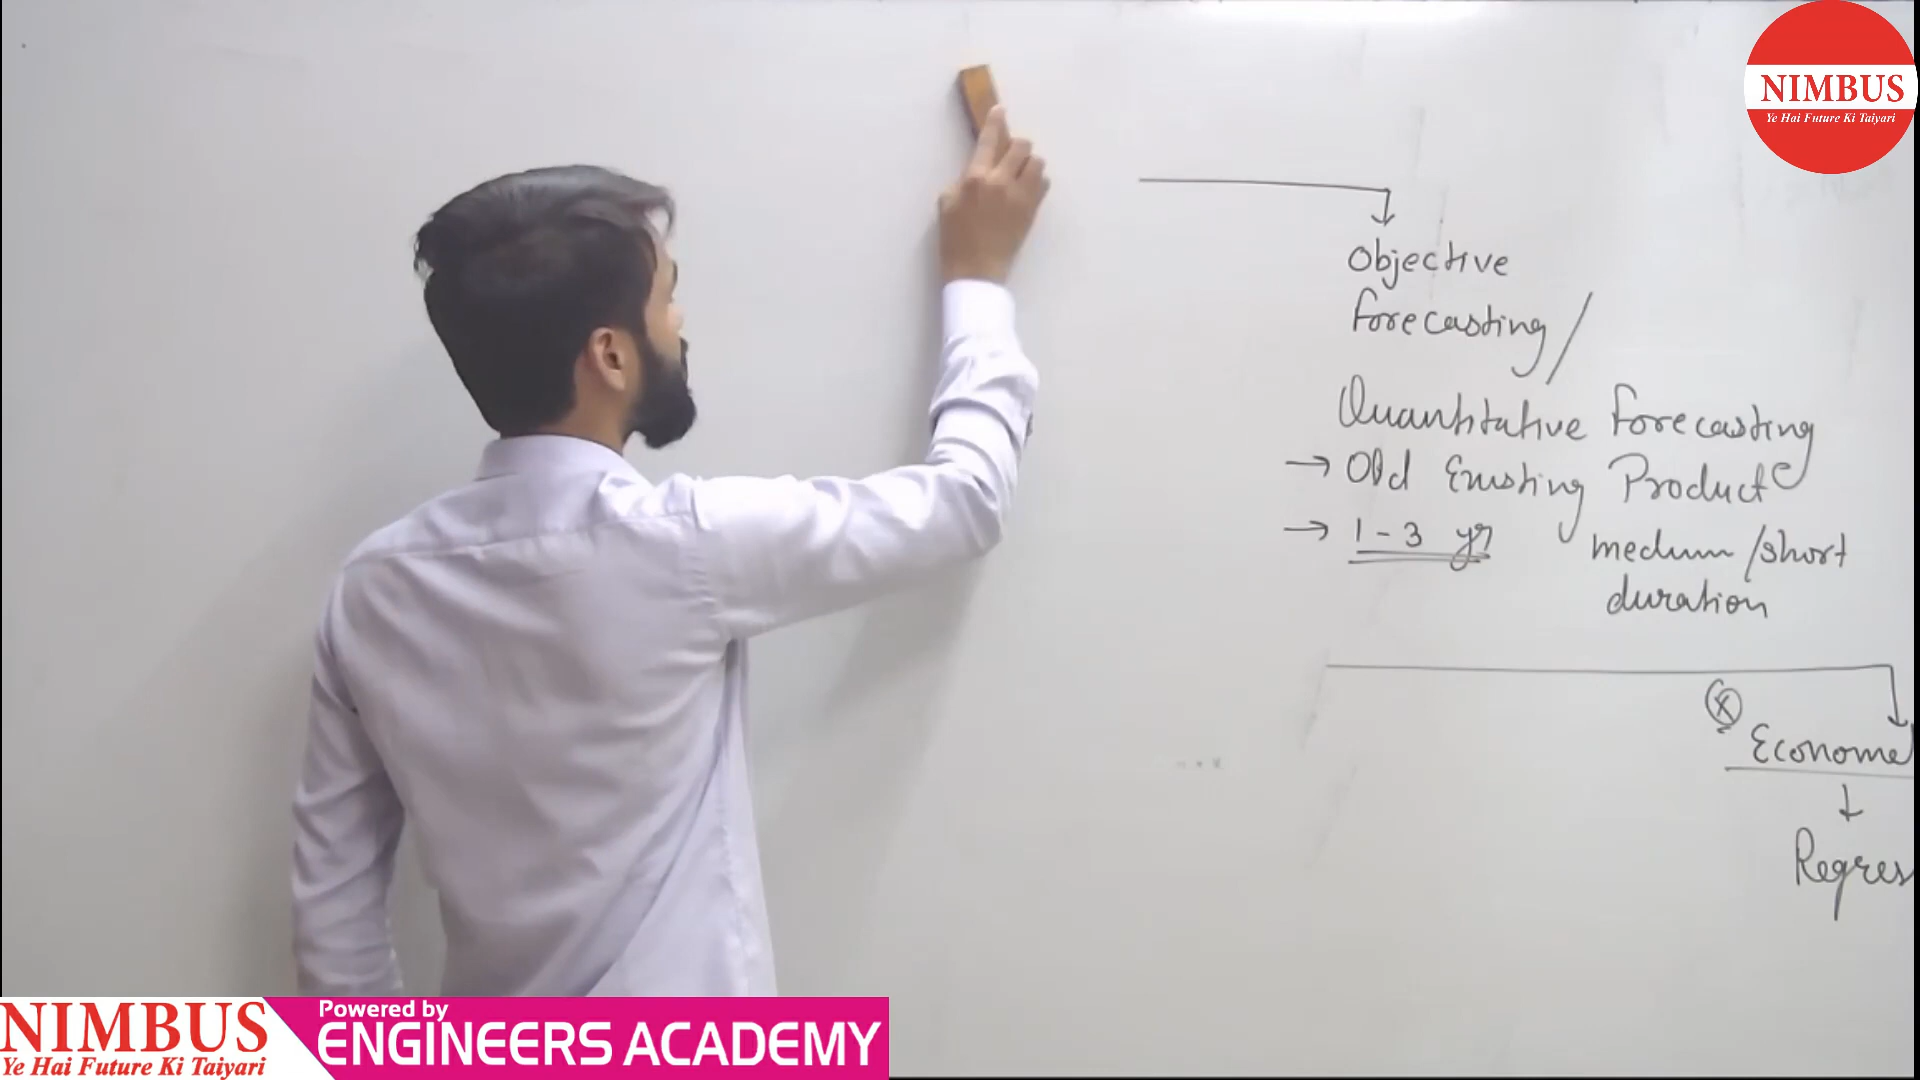 NIMBUS
Ye Hai Future Ki Taiyari
Objective
Forecasting/
Quantitative Forecasting
→ Old Existing Product
→ 1-3 yr
medium/short
duration
Econome
Regres
NIMBUS
Ye Hai Future Ki Taiyari
Powered by
ENGINEERS ACADEMY